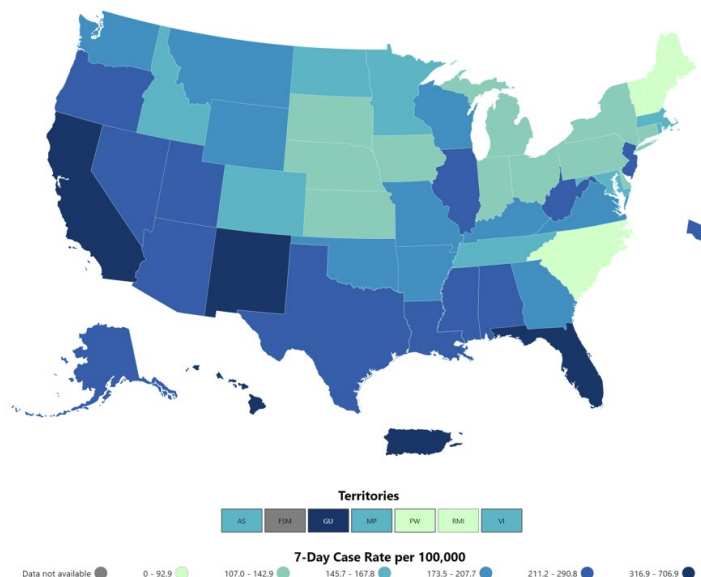 Territories
AS FSM GU MP PW RMI VI
7-Day Case Rate per 100,000
Data not available 0 - 92.9 107.0 - 142.9 145.7 - 167.8 173.5 - 207.7 211.2 - 290.8 316.9 - 706.9